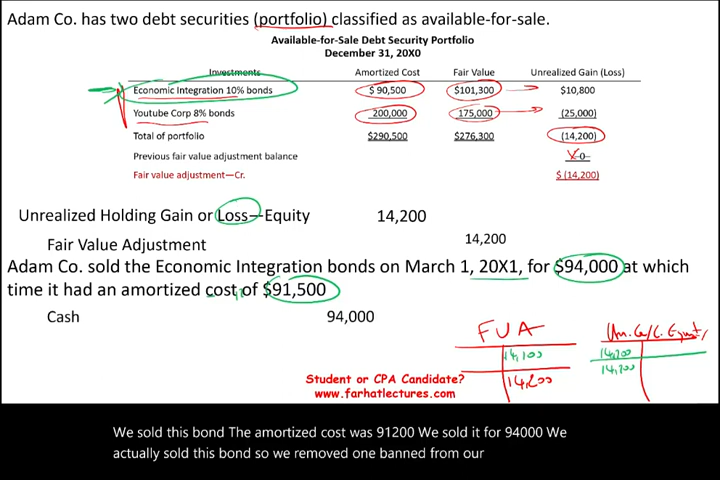 Adam Co. has two debt securities (portfolio) classified as available-for-sale.
Available-for-Sale Debt Security Portfolio
December 31, 20X0
Investments Amortized Cost Fair Value Unrealized Gain (Loss)
Economic Integration 10% bonds $ 90,500 $101,300 $10,800
Youtube Corp 8% bonds 200,000 175,000 (25,000)
Total of portfolio $290,500 $276,300 (14,200)
Previous fair value adjustment balance -0-
Fair value adjustment—Cr. $ (14,200)
Unrealized Holding Gain or Loss—Equity 14,200
Fair Value Adjustment 14,200
Adam Co. sold the Economic Integration bonds on March 1, 20X1, for $94,000 at which
time it had an amortized cost of $91,500
Cash 94,000
FVA Un. G/L Equity
14,200 14,200
14,200 14,200
Student or CPA Candidate?
www.farhatlectures.com
We sold this bond The amortized cost was 91200 We sold it for 94000 We
actually sold this bond so we removed one banned from our